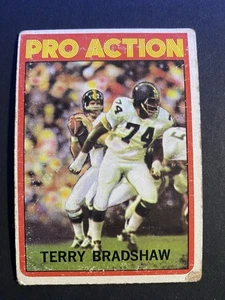 PRO ACTION
74
TERRY BRADSHAW